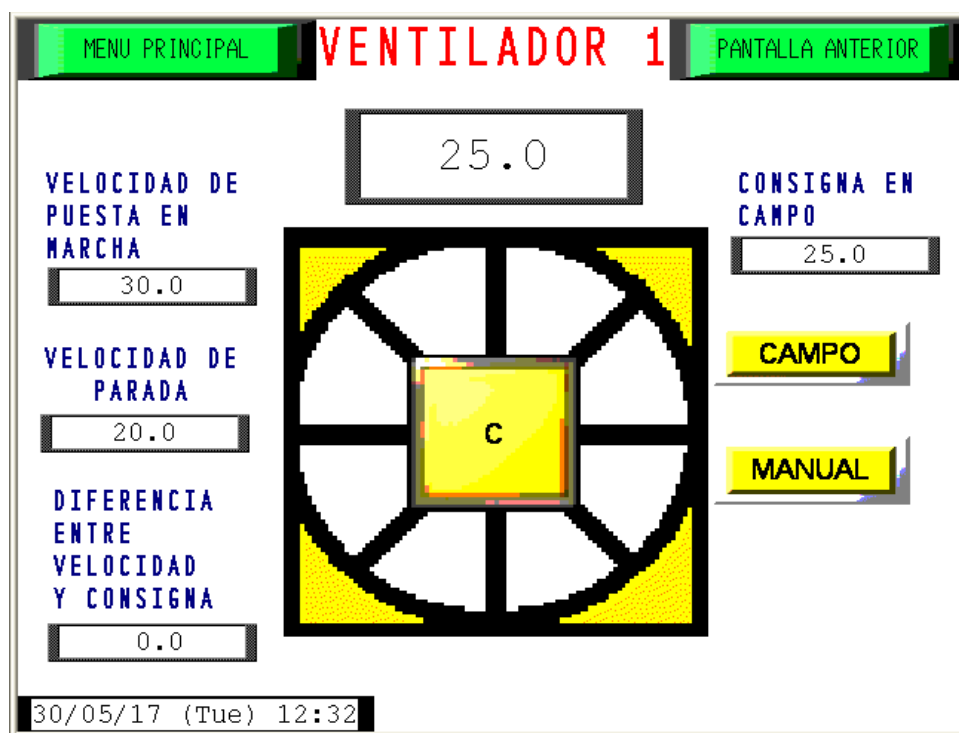 MENU PRINCIPAL
VENTILADOR 1
PANTALLA ANTERIOR
25.0
VELOCIDAD DE
PUESTA EN
MARCHA
30.0
CONSIGNA EN
CAMPO
25.0
VELOCIDAD DE
PARADA
20.0
CAMPO
C
MANUAL
DIFERENCIA
ENTRE
VELOCIDAD
Y CONSIGNA
0.0
30/05/17 (Tue) 12:32